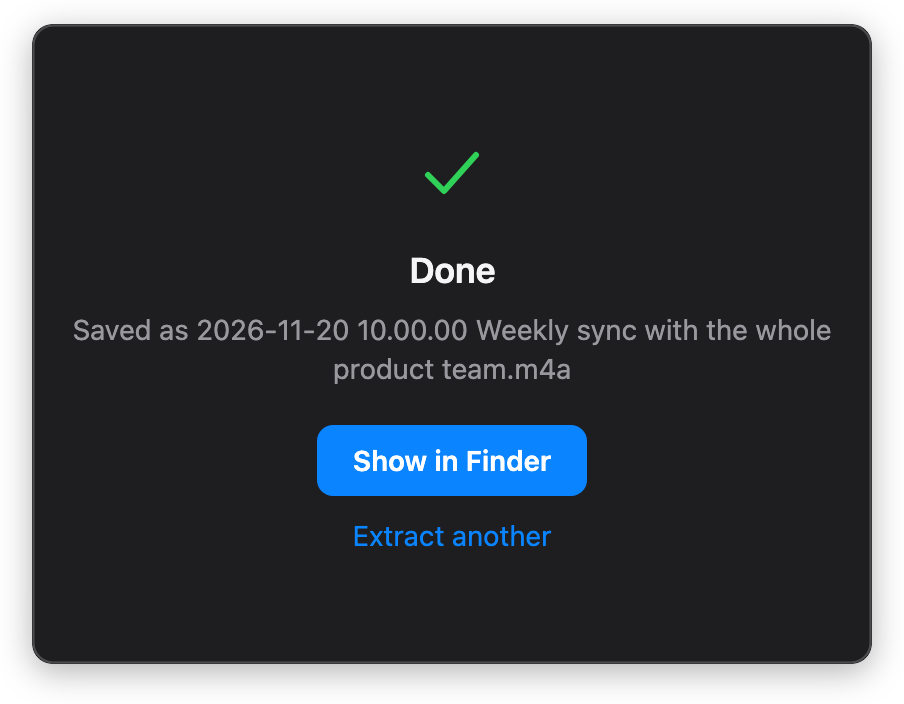 Done
Saved as 2026-11-20 10.00.00 Weekly sync with the whole
product team.m4a
Show in Finder
Extract another